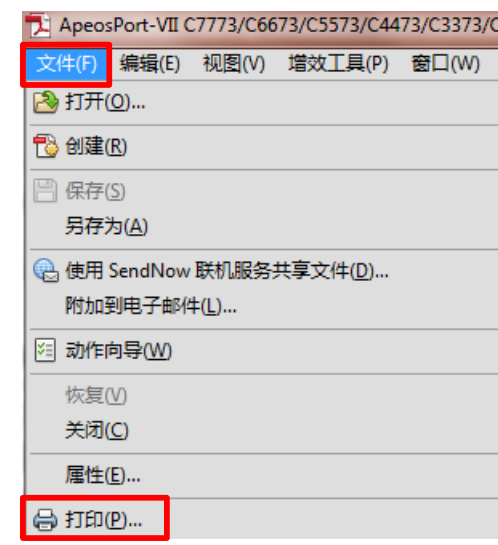 ApeosPort-VII C7773/C6673/C5573/C4473/C3373/C
文件(F) 编辑(E) 视图(V) 增效工具(P) 窗口(W)
打开(O)...
创建(R)
保存(S)
另存为(A)
使用 SendNow 联机服务共享文件(D)...
附加到电子邮件(L)...
动作向导(W)
恢复(V)
关闭(C)
属性(E)...
打印(P)...